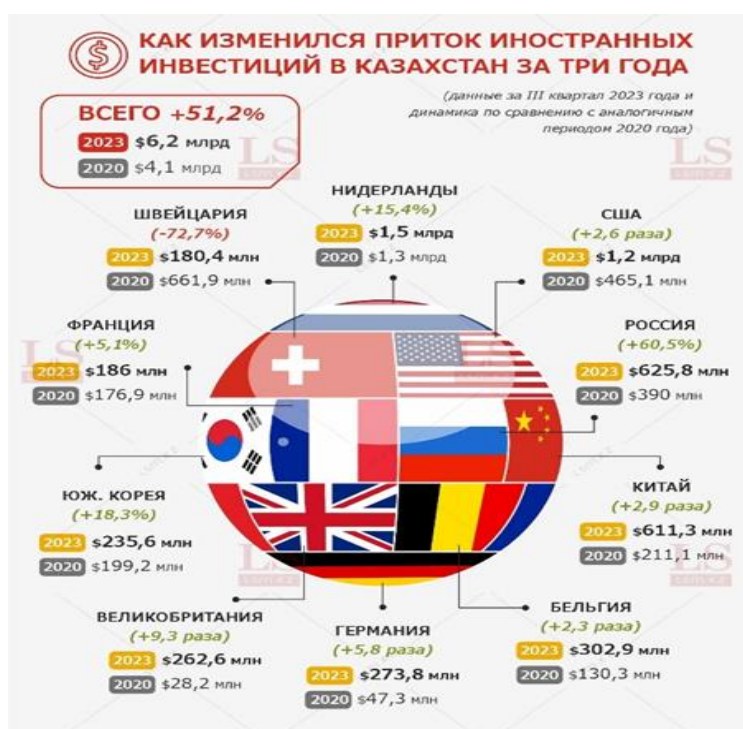 КАК ИЗМЕНИЛСЯ ПРИТОК ИНОСТРАННЫХ
ИНВЕСТИЦИЙ В КАЗАХСТАН ЗА ТРИ ГОДА
(данные за III квартал 2023 года и
динамика по сравнению с аналогичным
периодом 2020 года)
ВСЕГО +51,2%
2023 $6,2 млрд
2020 $4,1 млрд
LS
LS
НИДЕРЛАНДЫ
(+15,4%)
2023 $1,5 млрд
2020 $1,3 млрд
ШВЕЙЦАРИЯ
(-72,7%)
2023 $180,4 млн
2020 $661,9 млн
США
(+2,6 раза)
2023 $1,2 млрд
2020 $465,1 млн
ФРАНЦИЯ
(+5,1%)
2023 $186 млн
2020 $176,9 млн
LS
LS
РОССИЯ
(+60,5%)
2023 $625,8 млн
2020 $390 млн
ЮЖ. КОРЕЯ
(+18,3%)
2023 $235,6 млн
2020 $199,2 млн
КИТАЙ
(+2,9 раза)
2023 $611,3 млн
2020 $211,1 млн
LS
LS
LS
ВЕЛИКОБРИТАНИЯ
(+9,3 раза)
2023 $262,6 млн
2020 $28,2 млн
ГЕРМАНИЯ
(+5,8 раза)
2023 $273,8 млн
2020 $47,3 млн
БЕЛЬГИЯ
(+2,3 раза)
2023 $302,9 млн
2020 $130,3 млн